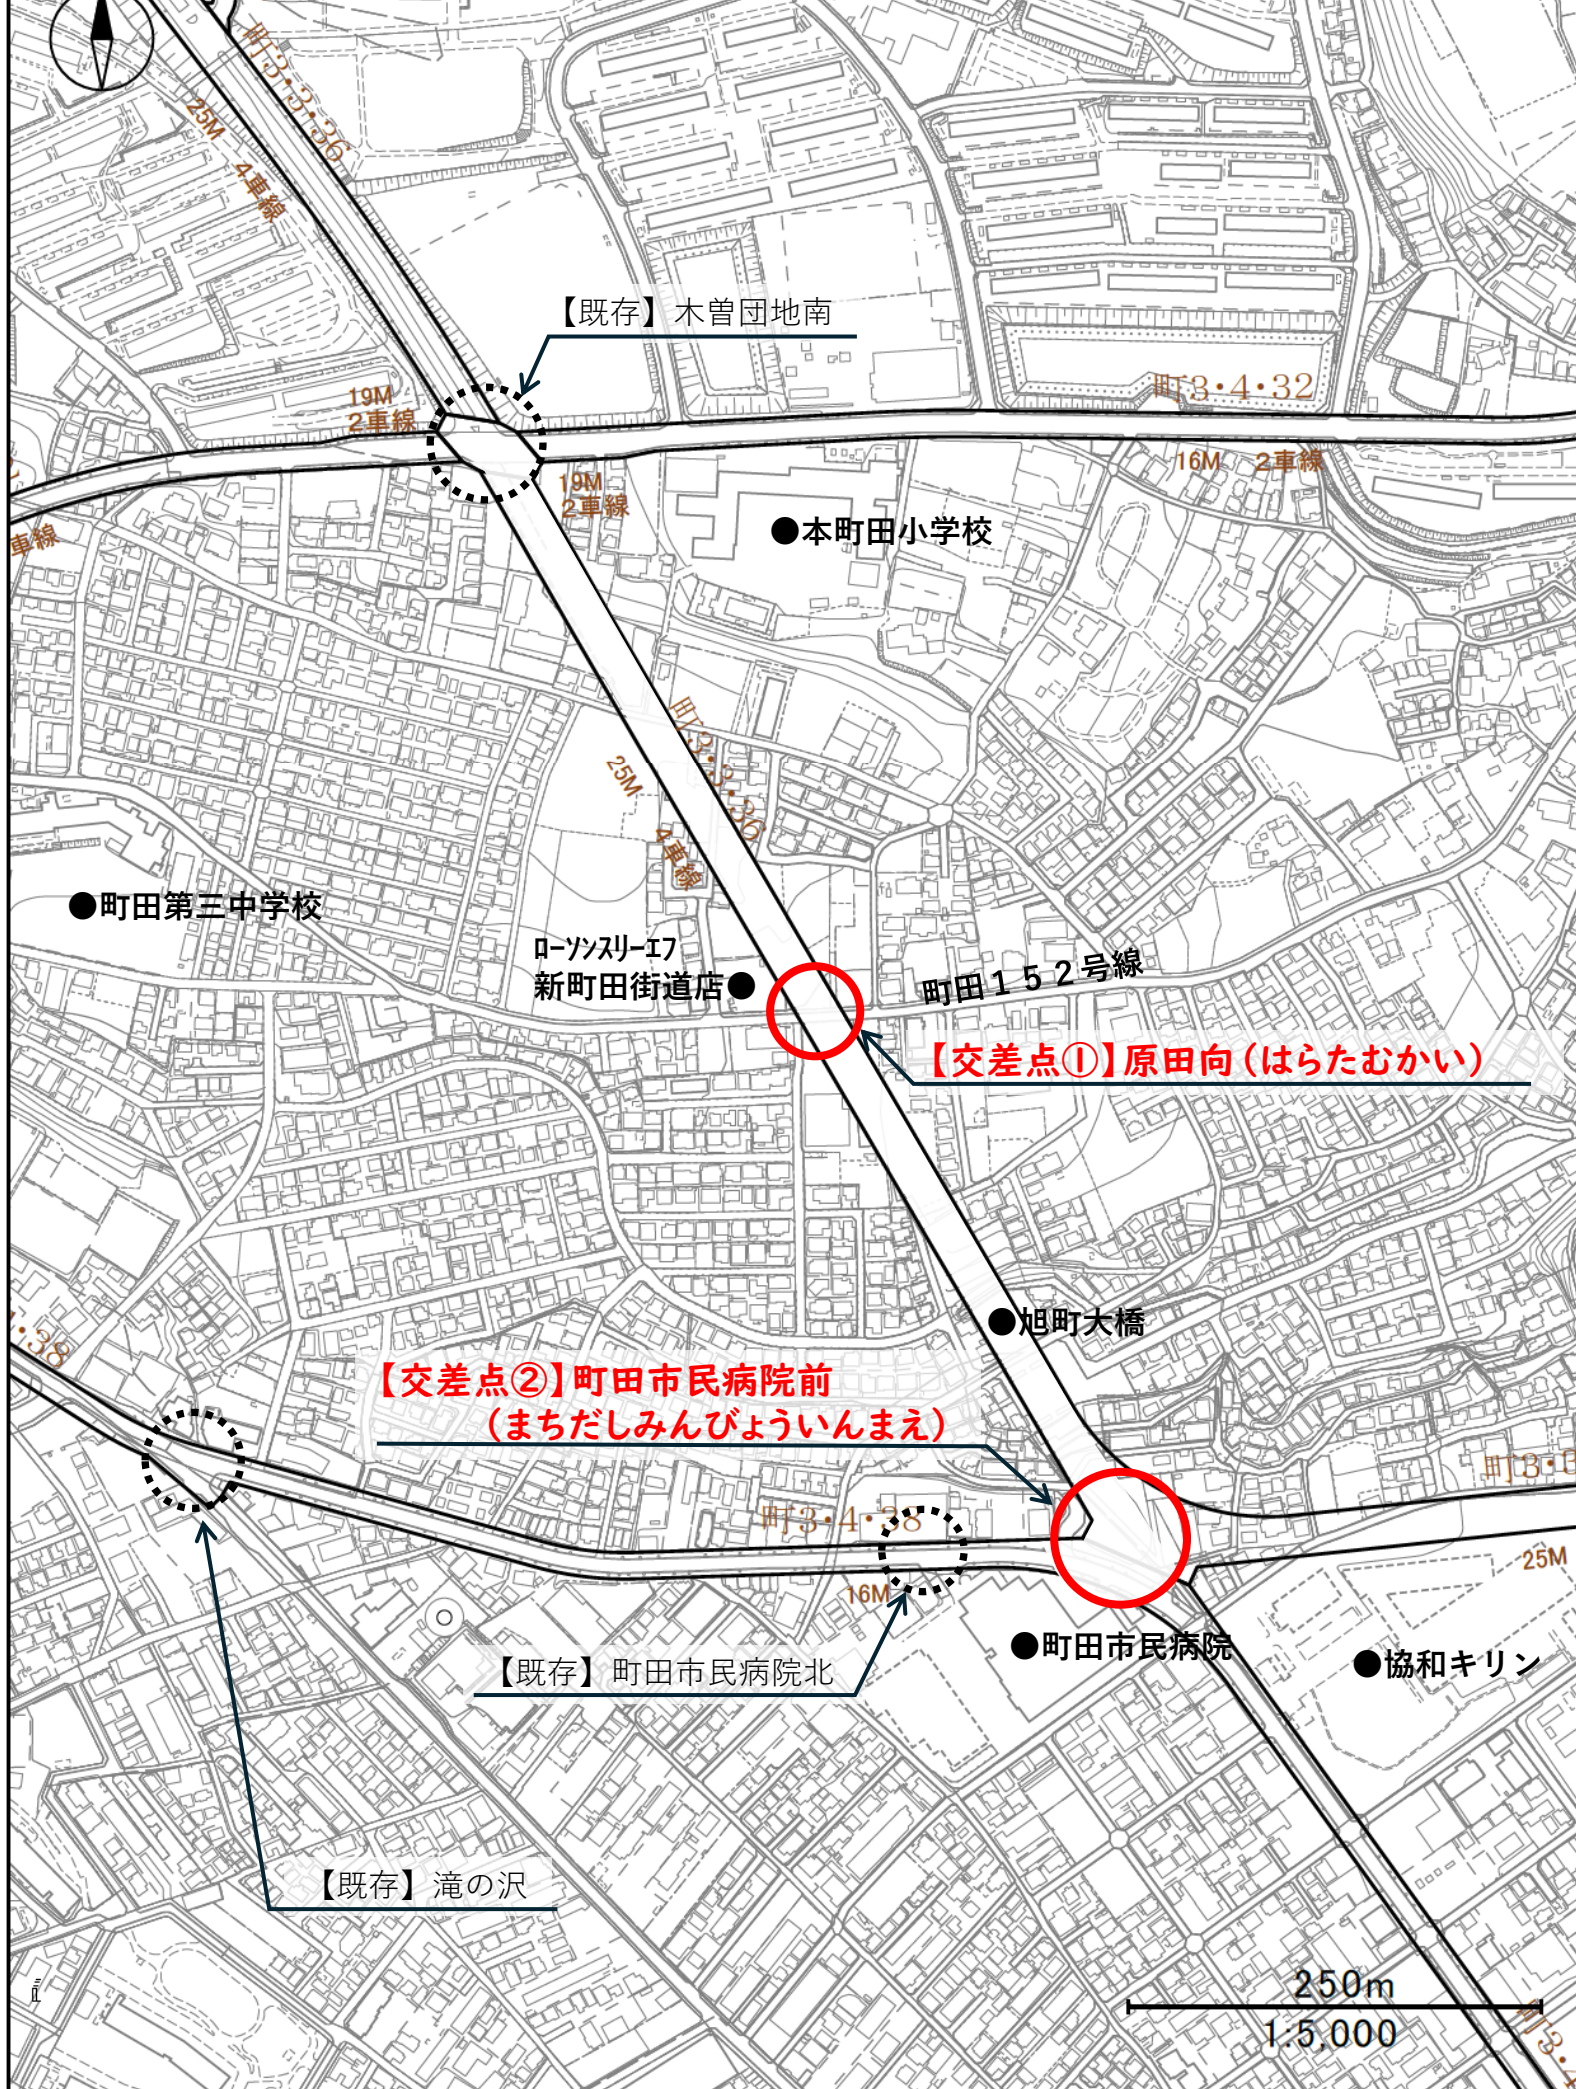 町3・3・36
25M
4車線
【既存】木曽団地南
19M
2車線
町3・4・32
16M 2車線
19M
2車線
車線
●本町田小学校
町3・3・36
25M
4車線
●町田第三中学校
ローソンスリーエフ
新町田街道店●
町田152号線
【交差点①】原田向(はらたむかい)
●旭町大橋
・38
【交差点②】町田市民病院前
(まちだしみんびょういんまえ)
町3・3
町3・4・38
25M
16M
●町田市民病院
●協和キリン
【既存】町田市民病院北
【既存】滝の沢
250m
1:5,000
町3・4